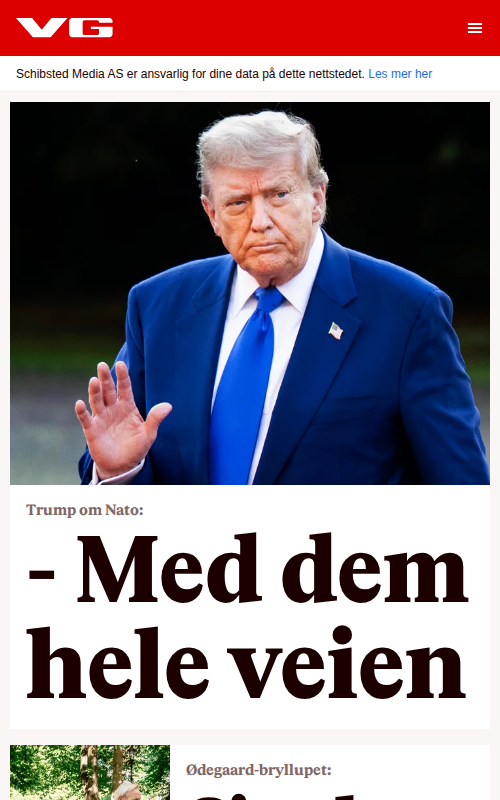 VG
Schibsted Media AS er ansvarlig for dine data på dette nettstedet. Les mer her
Trump om Nato:
- Med dem
hele veien
Ødegaard-bryllupet: